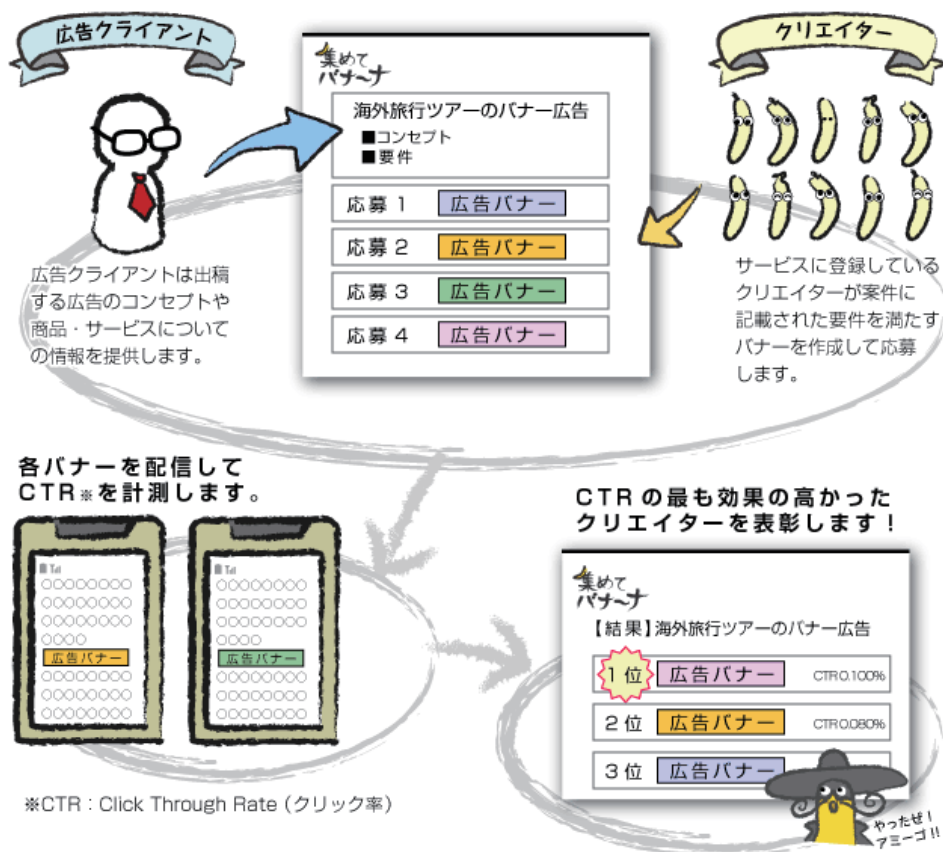 広告クライアント
クリエイター
集めて
バナ〜ナ
海外旅行ツアーのバナー広告
■コンセプト
■要件
応募 1 広告バナー
応募 2 広告バナー
応募 3 広告バナー
応募 4 広告バナー
広告クライアントは出稿
する広告のコンセプトや
商品・サービスについて
の情報を提供します。
サービスに登録している
クリエイターが案件に
記載された要件を満たす
バナーを作成して応募
します。
各バナーを配信して
CTR※を計測します。
○○○○○○○○
○○○○○○○○
○○○○○○○○
○○○○
広告バナー
○○○○○○○○
○○○○○○○○
○○○○○○○○
○○○○○○○○
○○○○○○○○
○○○○○○○○
○○○○
広告バナー
○○○○○○○○
○○○○○○○○
○○○○○○○○
※CTR：Click Through Rate（クリック率）
CTRの最も効果の高かった
クリエイターを表彰します！
集めて
バナ〜ナ
【結果】海外旅行ツアーのバナー広告
1位 広告バナー CTR0.100%
2位 広告バナー CTR0.080%
3位 広告バナー
やったぜ！
アミーゴ!!